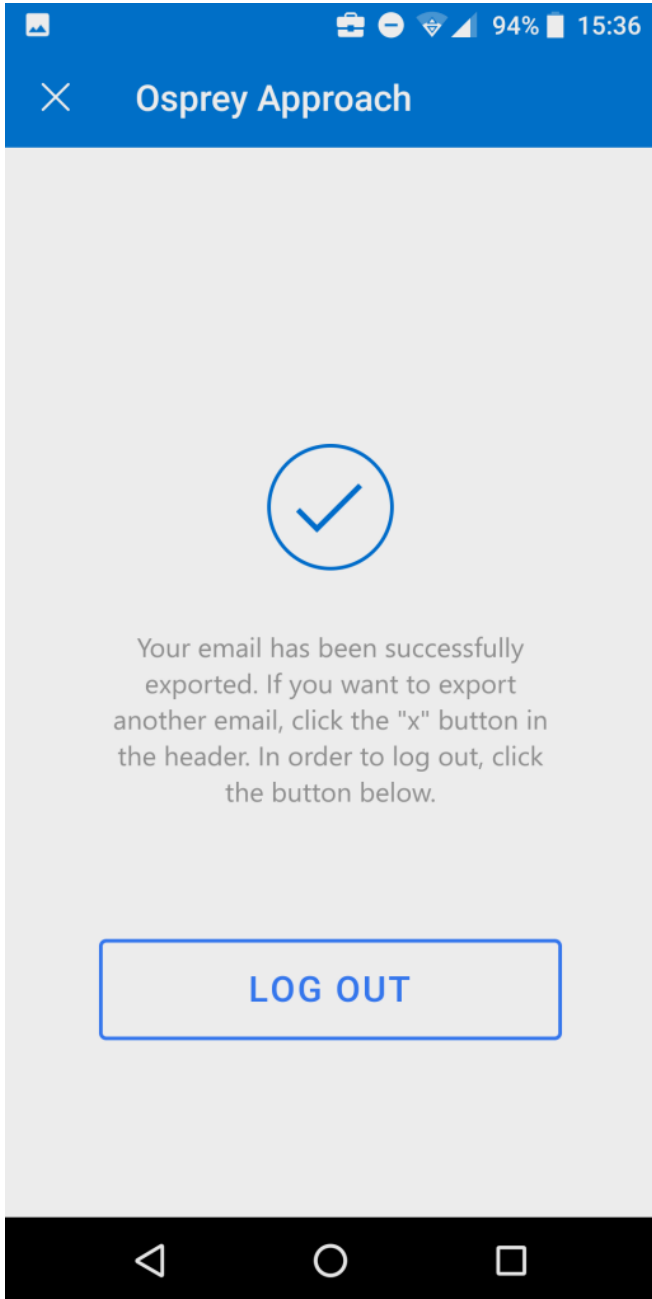 94% 15:36
Osprey Approach
Your email has been successfully
exported. If you want to export
another email, click the "x" button in
the header. In order to log out, click
the button below.
LOG OUT